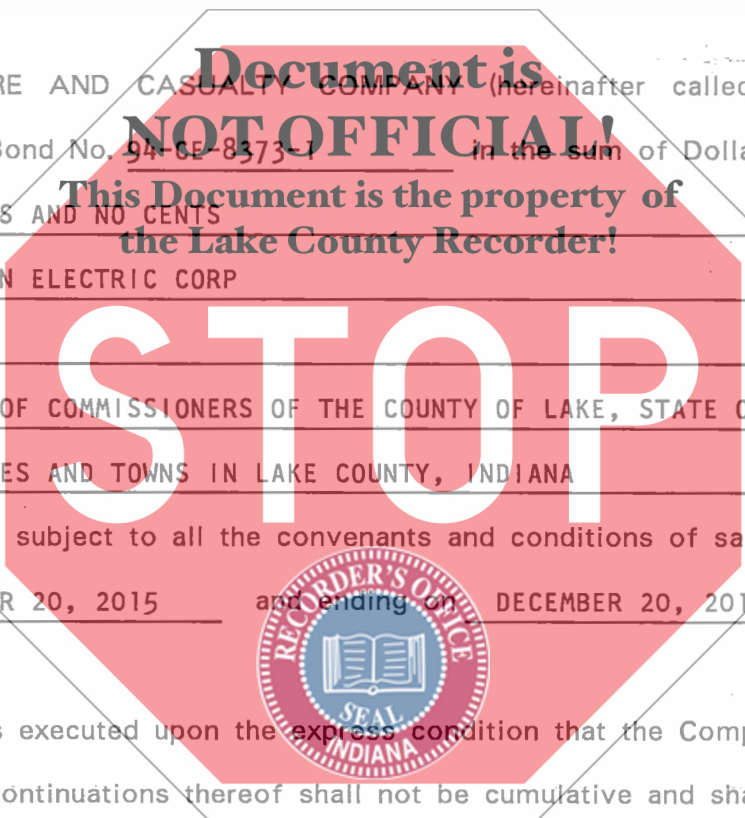 Document is
RE AND CASUALTY COMPANY (hereinafter called
NOT OFFICIAL!
Bond No. 94-CF-8373-1 in the sum of Dolla
This Document is the property of
S AND NO CENTS
the Lake County Recorder!
N ELECTRIC CORP
STOP
OF COMMISSIONERS OF THE COUNTY OF LAKE, STATE O
ES AND TOWNS IN LAKE COUNTY, INDIANA
subject to all the convenants and conditions of sa
RECORDER'S OFFICE
R 20, 2015 and ending on DECEMBER 20, 201
SEAL
INDIANA
s executed upon the express condition that the Comp
ontinuations thereof shall not be cumulative and sha